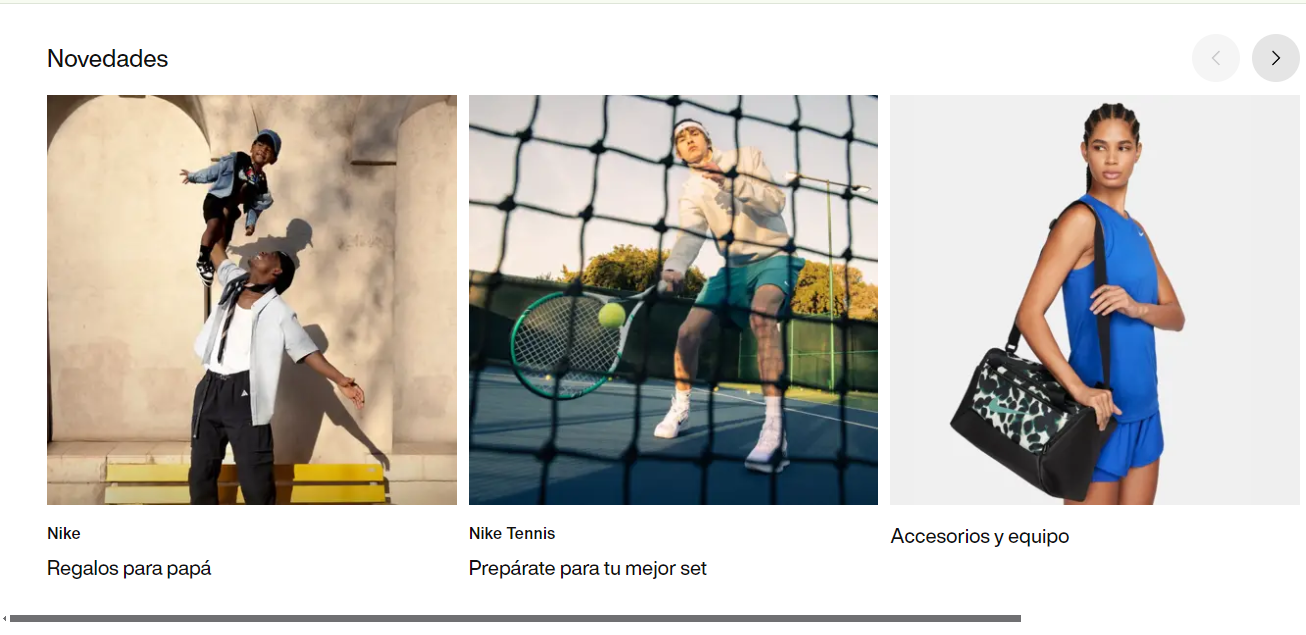 Novedades
Nike
Regalos para papá
Nike Tennis
Prepárate para tu mejor set
Accesorios y equipo